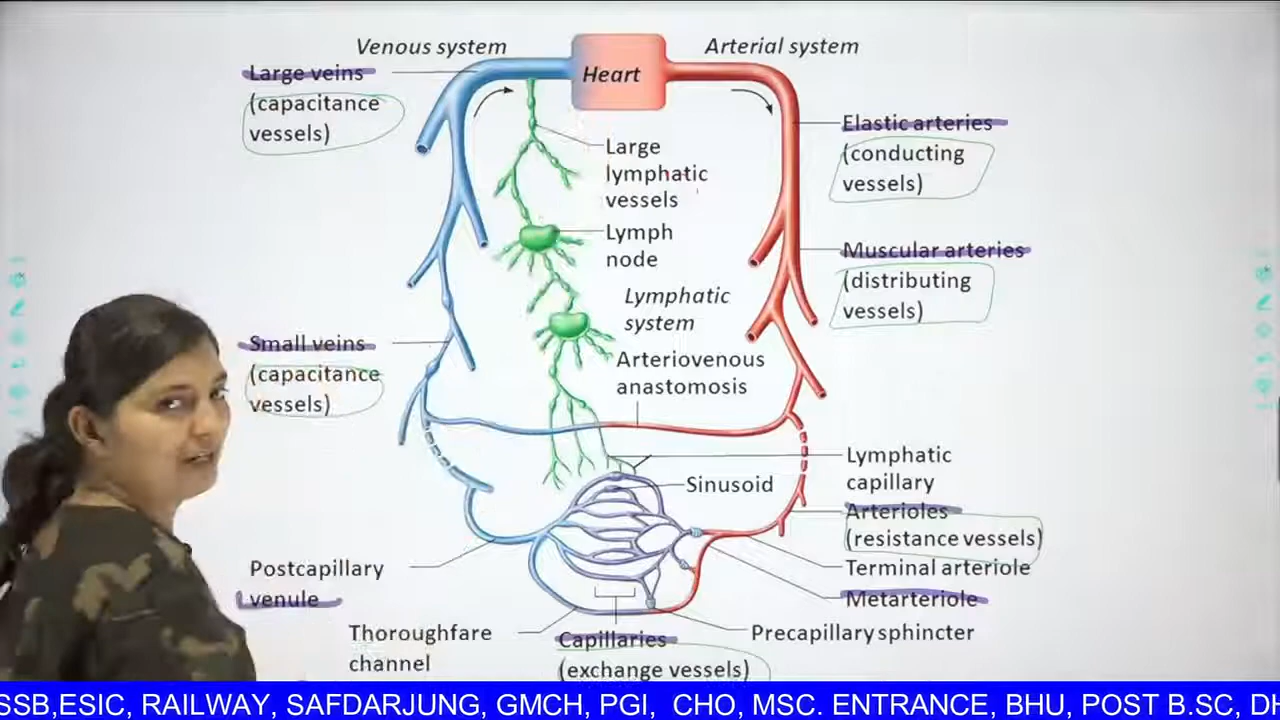 Venous system
Large veins
(capacitance
vessels)
Heart
Arterial system
Elastic arteries
(conducting
vessels)
Large
lymphatic
vessels
Lymph
node
Muscular arteries
(distributing
vessels)
Lymphatic
system
Small veins
(capacitance
vessels)
Arteriovenous
anastomosis
Lymphatic
capillary
Sinusoid
Arterioles
(resistance vessels)
Terminal arteriole
Metarteriole
Postcapillary
venule
Thoroughfare
channel
Capillaries
(exchange vessels)
Precapillary sphincter
SSB,ESIC, RAILWAY, SAFDARJUNG, GMCH, PGI, CHO, MSC. ENTRANCE, BHU, POST B.SC,